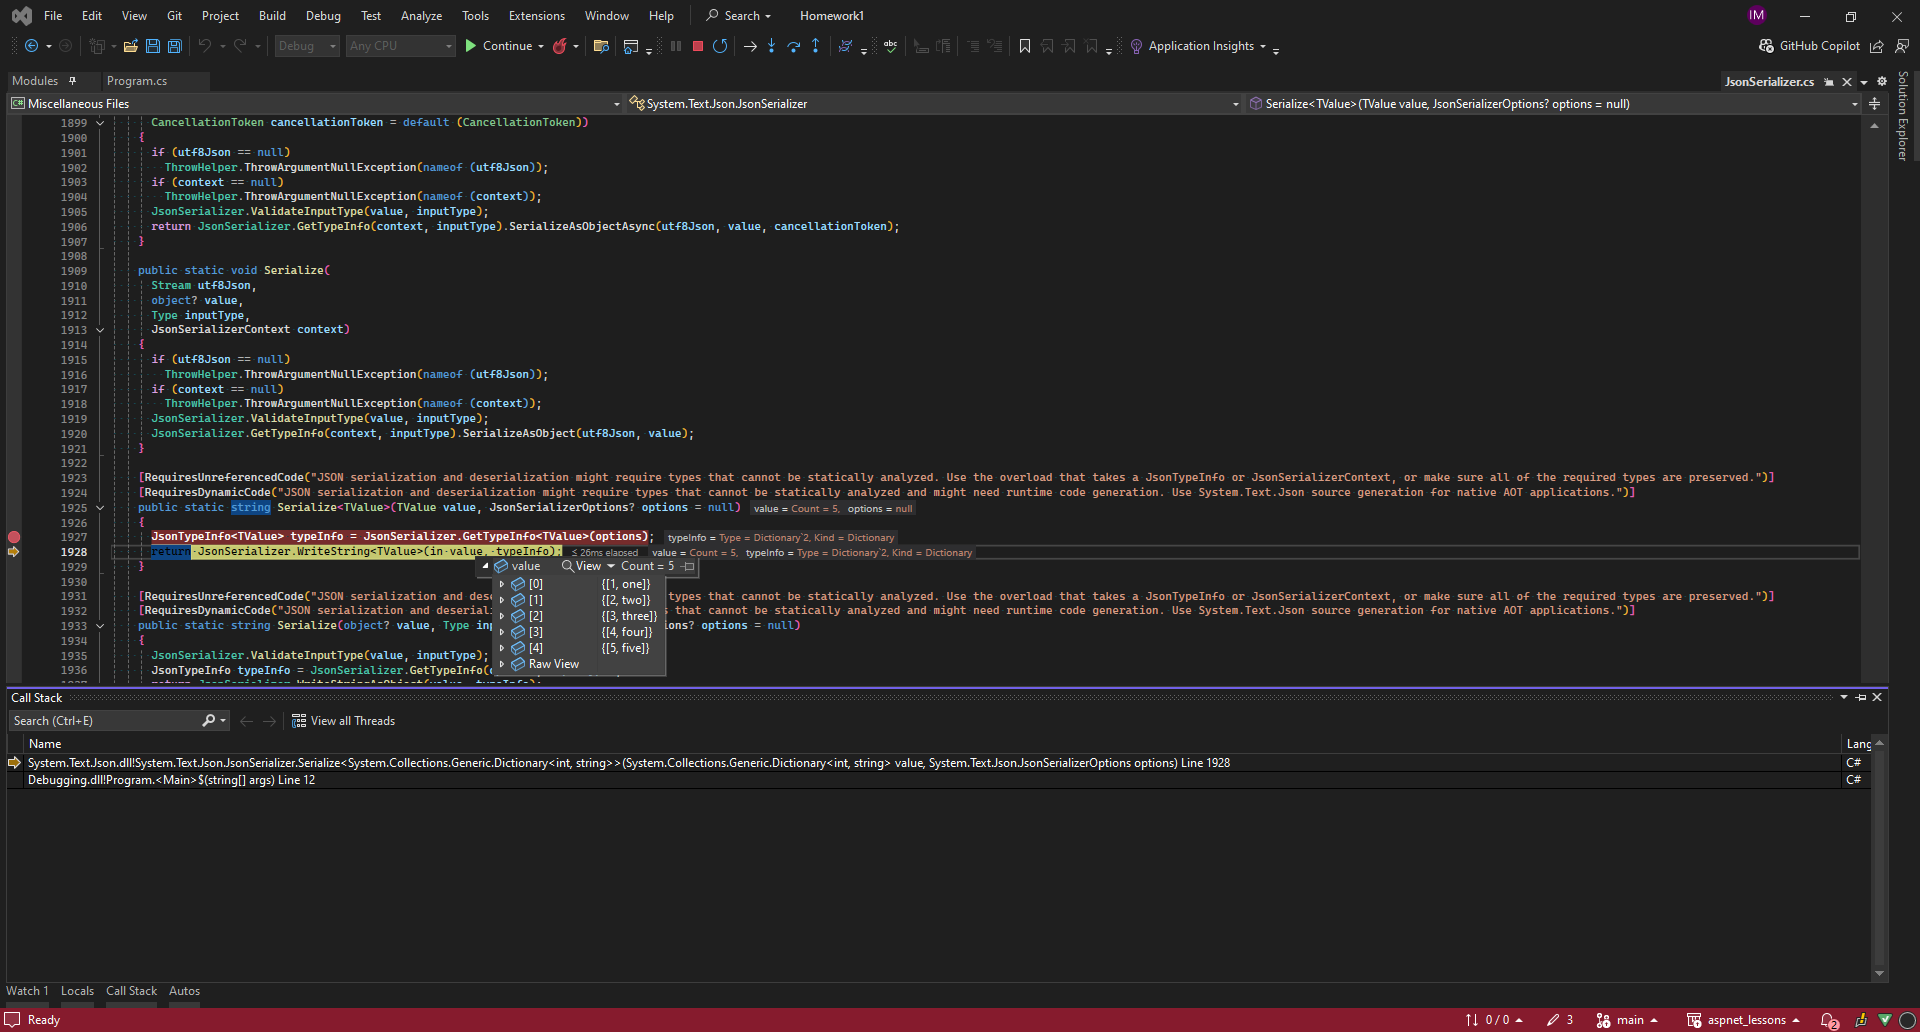 File Edit View Git Project Build Debug Test Analyze Tools Extensions Window Help Search Homework1 IM
Debug Any CPU Continue Application Insights GitHub Copilot
Modules Program.cs JsonSerializer.cs
Solution Explorer
C# Miscellaneous Files System.Text.Json.JsonSerializer Serialize<TValue>(TValue value, JsonSerializerOptions? options = null)
1899 CancellationToken cancellationToken = default (CancellationToken))
1900 {
1901 if (utf8Json == null)
1902 ThrowHelper.ThrowArgumentNullException(nameof (utf8Json));
1903 if (context == null)
1904 ThrowHelper.ThrowArgumentNullException(nameof (context));
1905 JsonSerializer.ValidateInputType(value, inputType);
1906 return JsonSerializer.GetTypeInfo(context, inputType).SerializeAsObjectAsync(utf8Json, value, cancellationToken);
1907 }
1908
1909 public static void Serialize(
1910 Stream utf8Json,
1911 object? value,
1912 Type inputType,
1913 JsonSerializerContext context)
1914 {
1915 if (utf8Json == null)
1916 ThrowHelper.ThrowArgumentNullException(nameof (utf8Json));
1917 if (context == null)
1918 ThrowHelper.ThrowArgumentNullException(nameof (context));
1919 JsonSerializer.ValidateInputType(value, inputType);
1920 JsonSerializer.GetTypeInfo(context, inputType).SerializeAsObject(utf8Json, value);
1921 }
1922
1923 [RequiresUnreferencedCode("JSON serialization and deserialization might require types that cannot be statically analyzed. Use the overload that takes a JsonTypeInfo or JsonSerializerContext, or make sure all of the required types are preserved.")]
1924 [RequiresDynamicCode("JSON serialization and deserialization might require types that cannot be statically analyzed and might need runtime code generation. Use System.Text.Json source generation for native AOT applications.")]
1925 public static string Serialize<TValue>(TValue value, JsonSerializerOptions? options = null) value = Count = 5, options = null
1926 {
1927 JsonTypeInfo<TValue> typeInfo = JsonSerializer.GetTypeInfo<TValue>(options); typeInfo = Type = Dictionary`2, Kind = Dictionary
1928 return JsonSerializer.WriteString<TValue>(in value, typeInfo); ≤ 26ms elapsed value = Count = 5, typeInfo = Type = Dictionary`2, Kind = Dictionary
1929 } value View Count = 5
1930 [0] {[1, one]}
1931 [RequiresUnreferencedCode("JSON serialization and dese [1] {[2, two]} types that cannot be statically analyzed. Use the overload that takes a JsonTypeInfo or JsonSerializerContext, or make sure all of the required types are preserved.")]
1932 [RequiresDynamicCode("JSON serialization and deserial [2] {[3, three]} s that cannot be statically analyzed and might need runtime code generation. Use System.Text.Json source generation for native AOT applications.")]
1933 public static string Serialize(object? value, Type inp [3] {[4, four]} ions? options = null)
1934 { [4] {[5, five]}
1935 JsonSerializer.ValidateInputType(value, inputType); Raw View
1936 JsonTypeInfo typeInfo = JsonSerializer.GetTypeInfo(
Call Stack
Search (Ctrl+E) View all Threads
Name Lang
System.Text.Json.dll!System.Text.Json.JsonSerializer.Serialize<System.Collections.Generic.Dictionary<int, string>>(System.Collections.Generic.Dictionary<int, string> value, System.Text.Json.JsonSerializerOptions options) Line 1928 C#
Debugging.dll!Program.<Main>$(string[] args) Line 12 C#
Watch 1 Locals Call Stack Autos
Ready 0 / 0 3 main aspnet_lessons 2